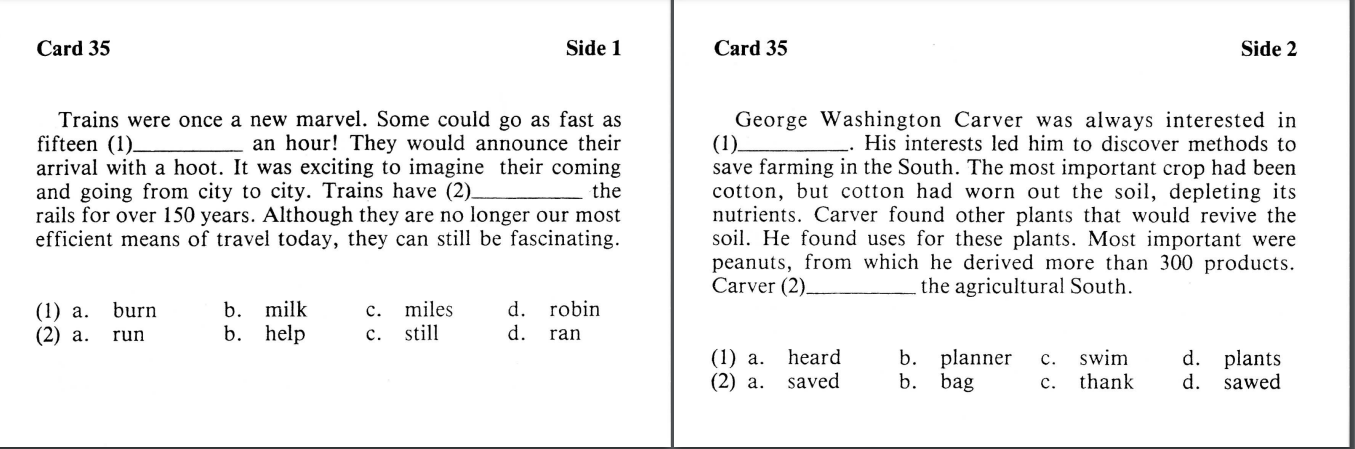 Card 35 Side 1
Trains were once a new marvel. Some could go as fast as
fifteen (1)__________ an hour! They would announce their
arrival with a hoot. It was exciting to imagine their coming
and going from city to city. Trains have (2)__________ the
rails for over 150 years. Although they are no longer our most
efficient means of travel today, they can still be fascinating.
(1) a. burn b. milk c. miles d. robin
(2) a. run b. help c. still d. ran
Card 35 Side 2
George Washington Carver was always interested in
(1)__________. His interests led him to discover methods to
save farming in the South. The most important crop had been
cotton, but cotton had worn out the soil, depleting its
nutrients. Carver found other plants that would revive the
soil. He found uses for these plants. Most important were
peanuts, from which he derived more than 300 products.
Carver (2)__________ the agricultural South.
(1) a. heard b. planner c. swim d. plants
(2) a. saved b. bag c. thank d. sawed